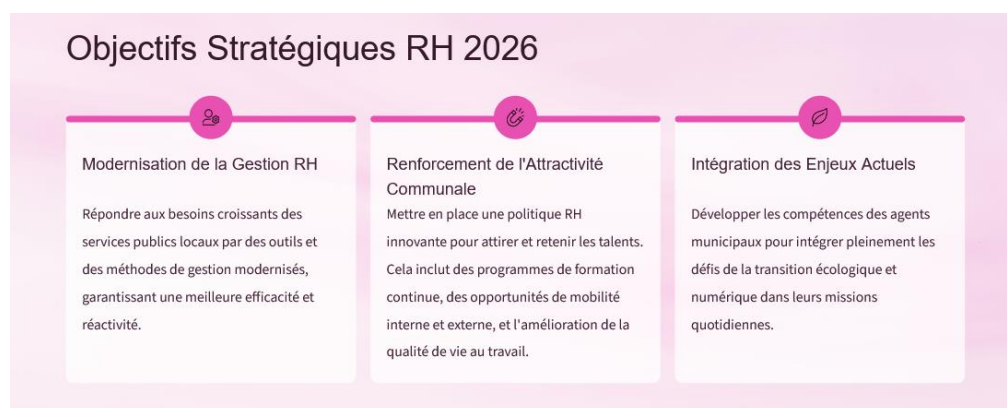 Objectifs Stratégiques RH 2026
Modernisation de la Gestion RH
Répondre aux besoins croissants des
services publics locaux par des outils et
des méthodes de gestion modernisés,
garantissant une meilleure efficacité et
réactivité.
Renforcement de l'Attractivité
Communale
Mettre en place une politique RH
innovante pour attirer et retenir les talents.
Cela inclut des programmes de formation
continue, des opportunités de mobilité
interne et externe, et l'amélioration de la
qualité de vie au travail.
Intégration des Enjeux Actuels
Développer les compétences des agents
municipaux pour intégrer pleinement les
défis de la transition écologique et
numérique dans leurs missions
quotidiennes.